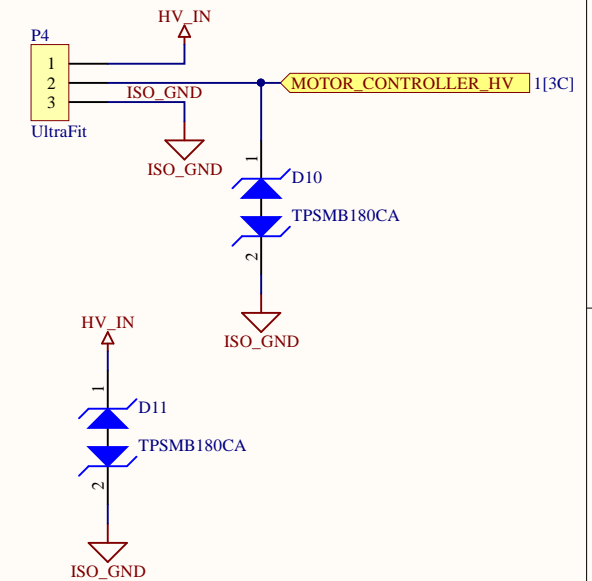 HV_IN
P4
1
2
3
ISO_GND
MOTOR_CONTROLLER_HV
1[3C]
UltraFit
ISO_GND
1
D10
TPSMB180CA
2
ISO_GND
HV_IN
1
D11
TPSMB180CA
2
ISO_GND